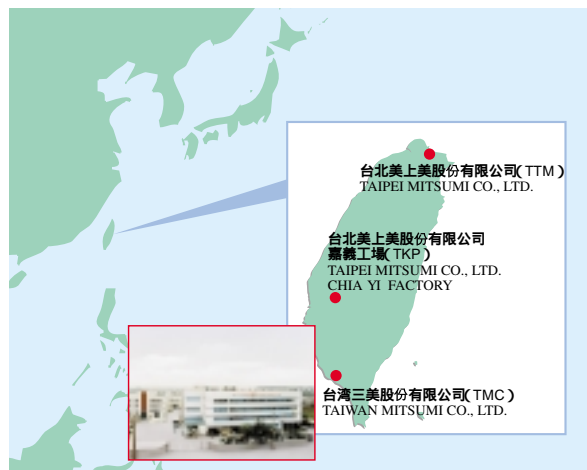 台北美上美股份有限公司(TTM)
TAIPEI MITSUMI CO., LTD.
台北美上美股份有限公司
嘉義工場(TKP)
TAIPEI MITSUMI CO., LTD.
CHIA YI FACTORY
台湾三美股份有限公司(TMC)
TAIWAN MITSUMI CO., LTD.